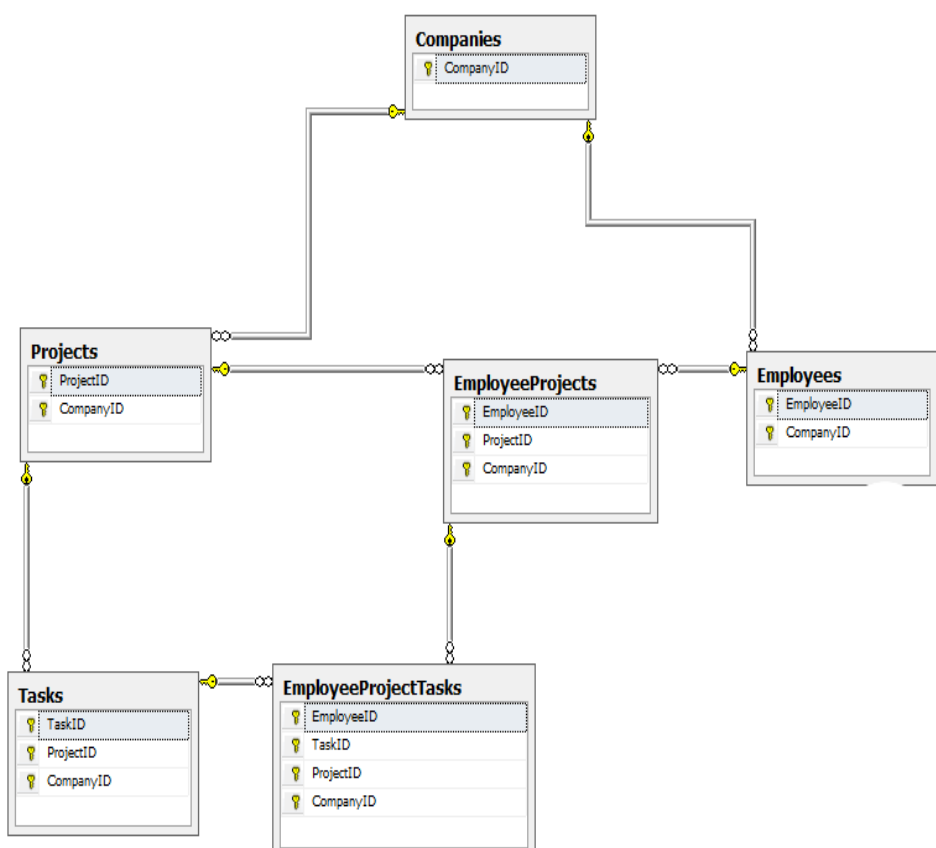 Companies
CompanyID
Projects
ProjectID
CompanyID
EmployeeProjects
EmployeeID
ProjectID
CompanyID
Employees
EmployeeID
CompanyID
Tasks
TaskID
ProjectID
CompanyID
EmployeeProjectTasks
EmployeeID
TaskID
ProjectID
CompanyID